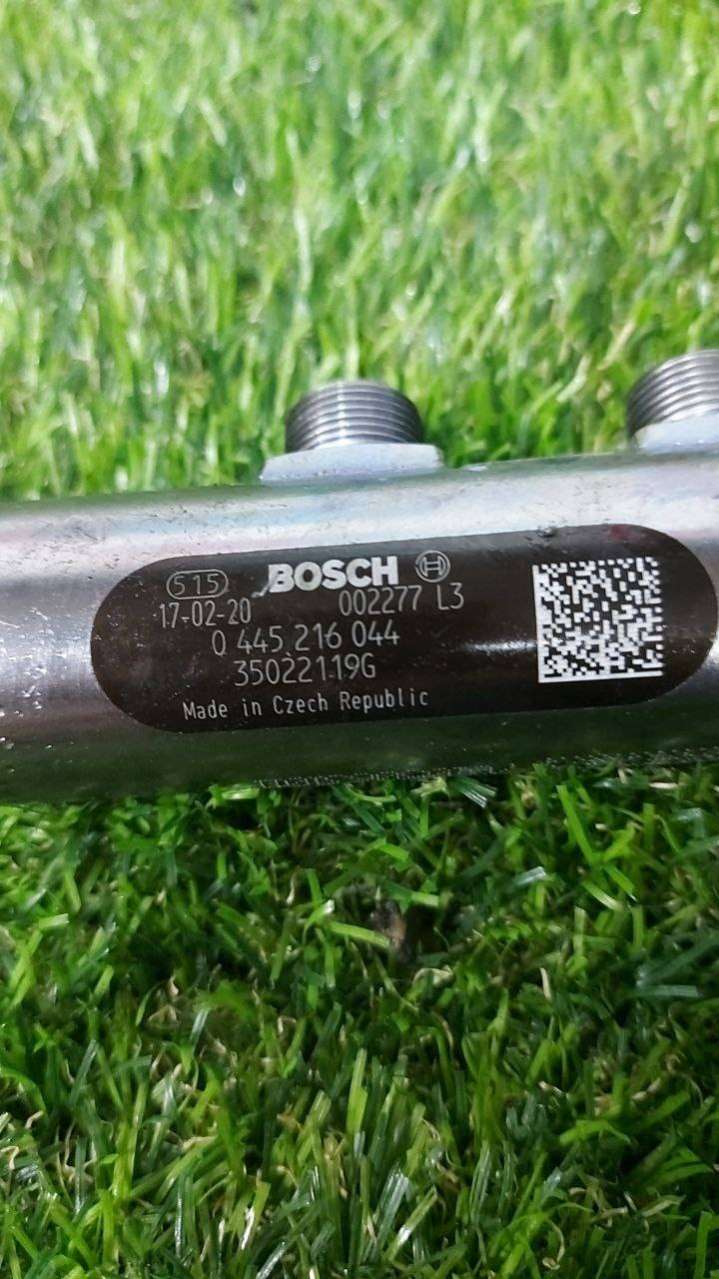 515 BOSCH
17-02-20 002277 L3
0 445 216 044
35022119G
Made in Czech Republic